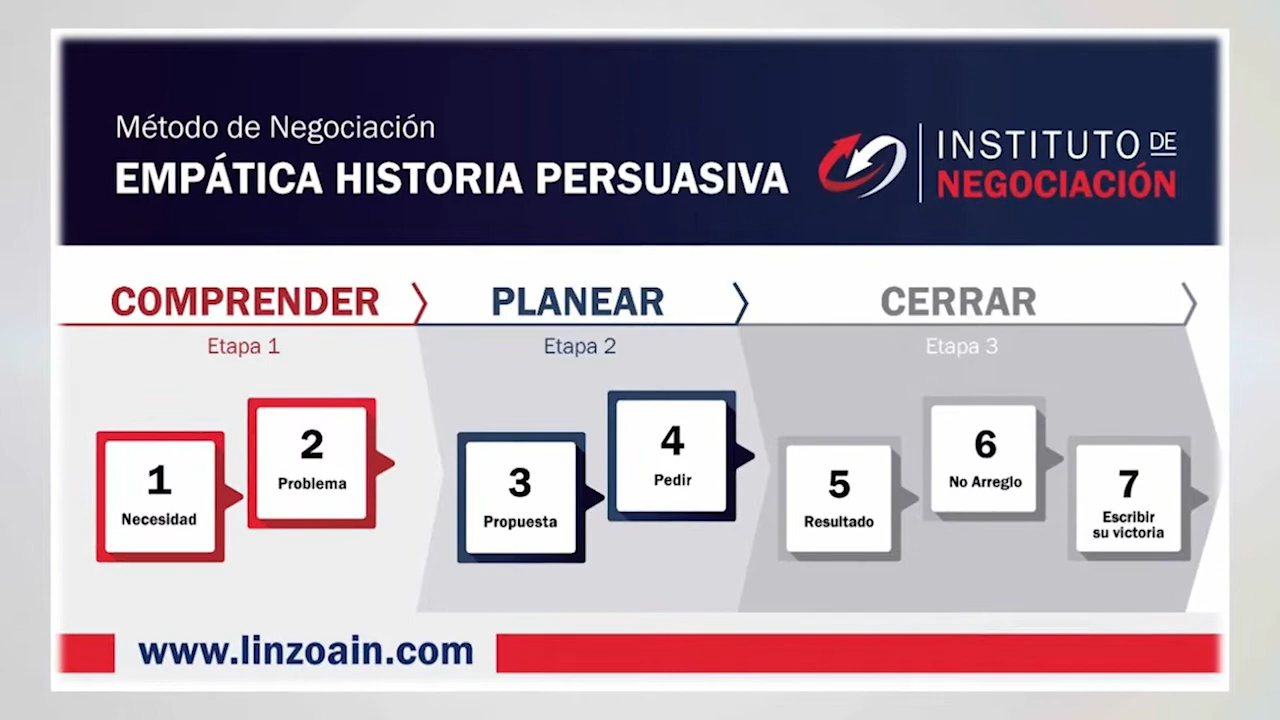 Método de Negociación
EMPÁTICA HISTORIA PERSUASIVA
INSTITUTO DE
NEGOCIACIÓN
COMPRENDER
Etapa 1
PLANEAR
Etapa 2
CERRAR
Etapa 3
1
Necesidad
2
Problema
3
Propuesta
4
Pedir
5
Resultado
6
No Arreglo
7
Escribir
su victoria
www.linzoain.com